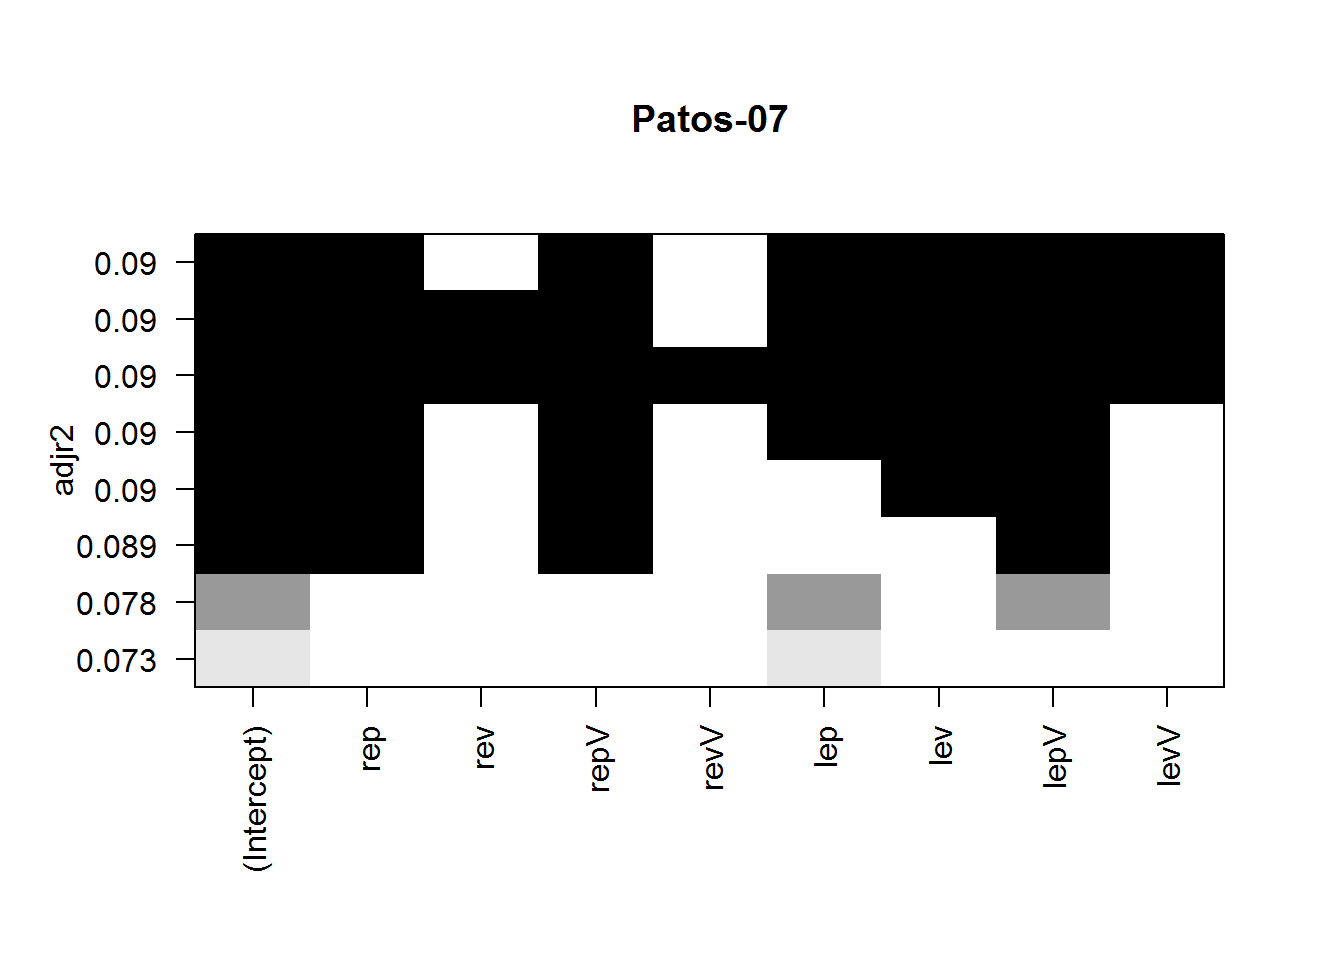 Patos-07
adjr2
0.09
0.09
0.09
0.09
0.09
0.089
0.078
0.073
(Intercept)
rep
rev
repV
revV
lep
lev
lepV
levV